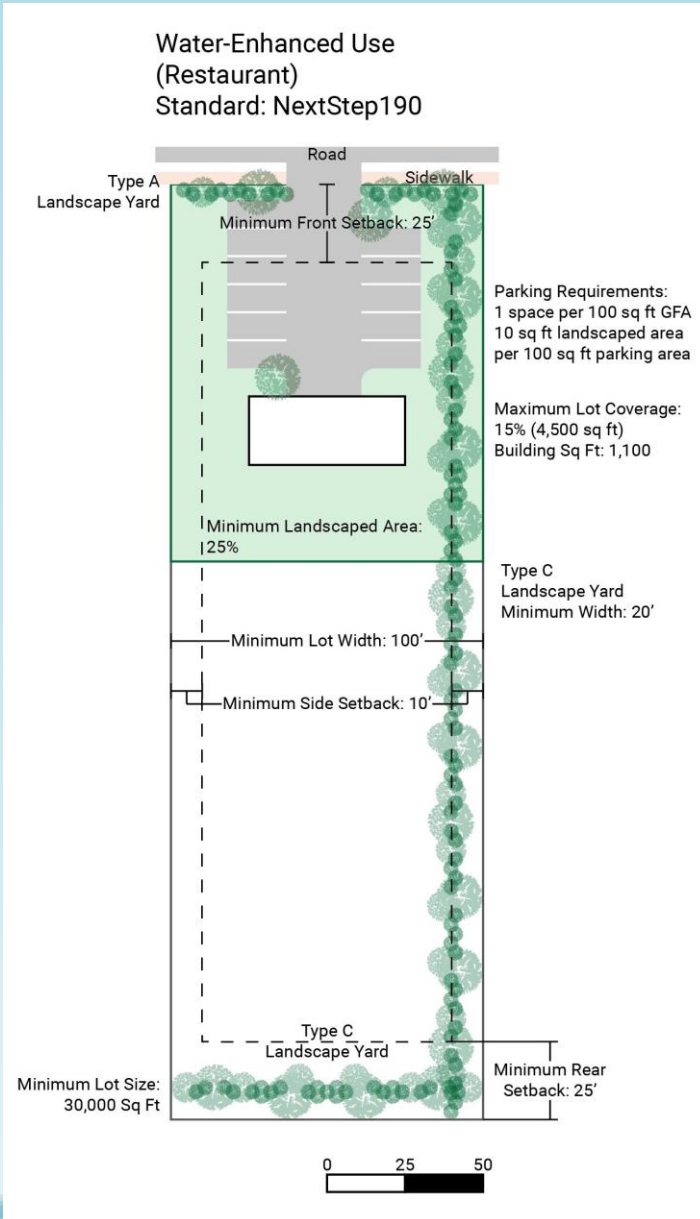 Water-Enhanced Use
(Restaurant)
Standard: NextStep190
Road
Sidewalk
Type A
Landscape Yard
Minimum Front Setback: 25'
Parking Requirements:
1 space per 100 sq ft GFA
10 sq ft landscaped area
per 100 sq ft parking area
Maximum Lot Coverage:
15% (4,500 sq ft)
Building Sq Ft: 1,100
Minimum Landscaped Area:
25%
Type C
Landscape Yard
Minimum Width: 20'
Minimum Lot Width: 100'
Minimum Side Setback: 10'
Type C
Landscape Yard
Minimum Rear
Setback: 25'
Minimum Lot Size:
30,000 Sq Ft
0 25 50